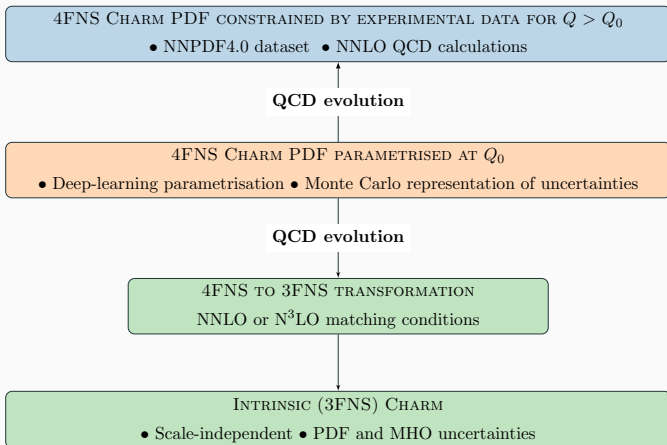 4FNS Charm PDF constrained by experimental data for Q > Q₀
• NNPDF4.0 dataset • NNLO QCD calculations
QCD evolution
4FNS Charm PDF parametrised at Q₀
• Deep-learning parametrisation • Monte Carlo representation of uncertainties
QCD evolution
4FNS to 3FNS transformation
NNLO or N³LO matching conditions
Intrinsic (3FNS) Charm
• Scale-independent • PDF and MHO uncertainties